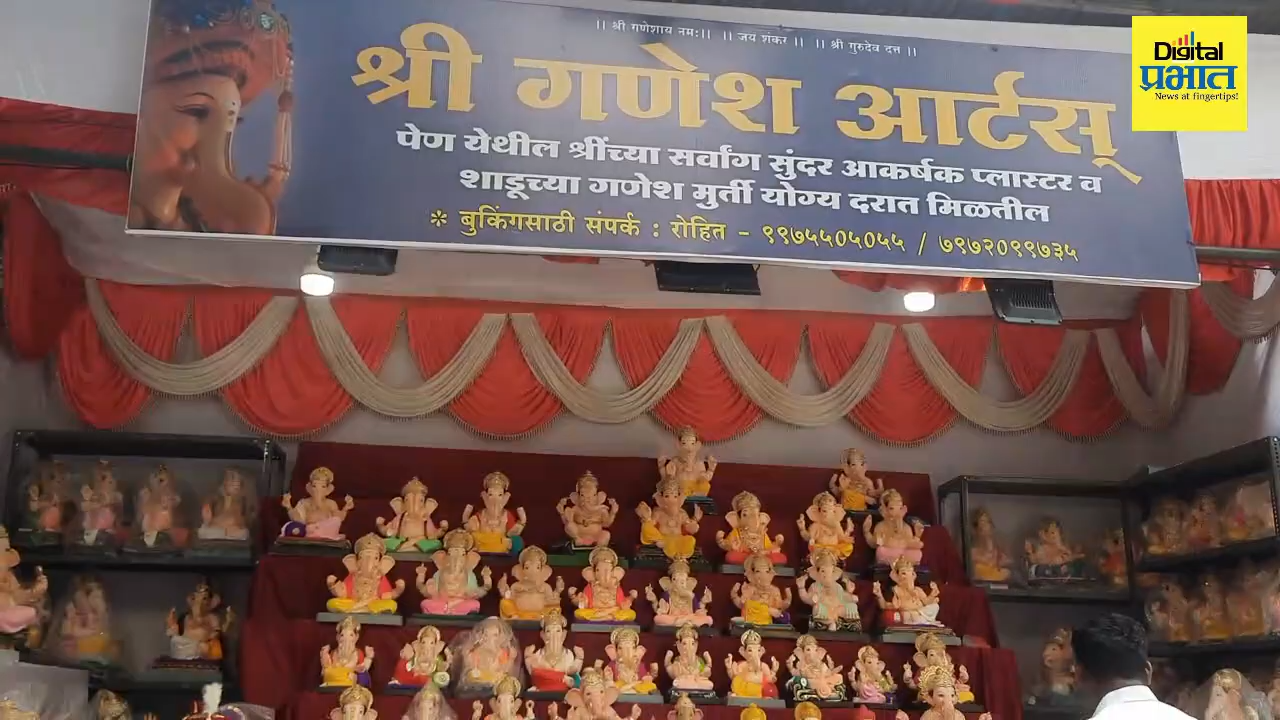 ।। श्री गणेशाय नमः।। ।। जय शंकर ।। ।। श्री गुरुदेव दत्त ।।
श्री गणेश आर्टस्
पेण येथील श्रींच्या सर्वांग सुंदर आकर्षक प्लास्टर व
शाडूच्या गणेश मुर्ती योग्य दरात मिळतील
* बुकिंगसाठी संपर्क : रोहित - ९९७५५०५०५५ / ७९७२०९९७३५
Digital
प्रभात
News at fingertips!